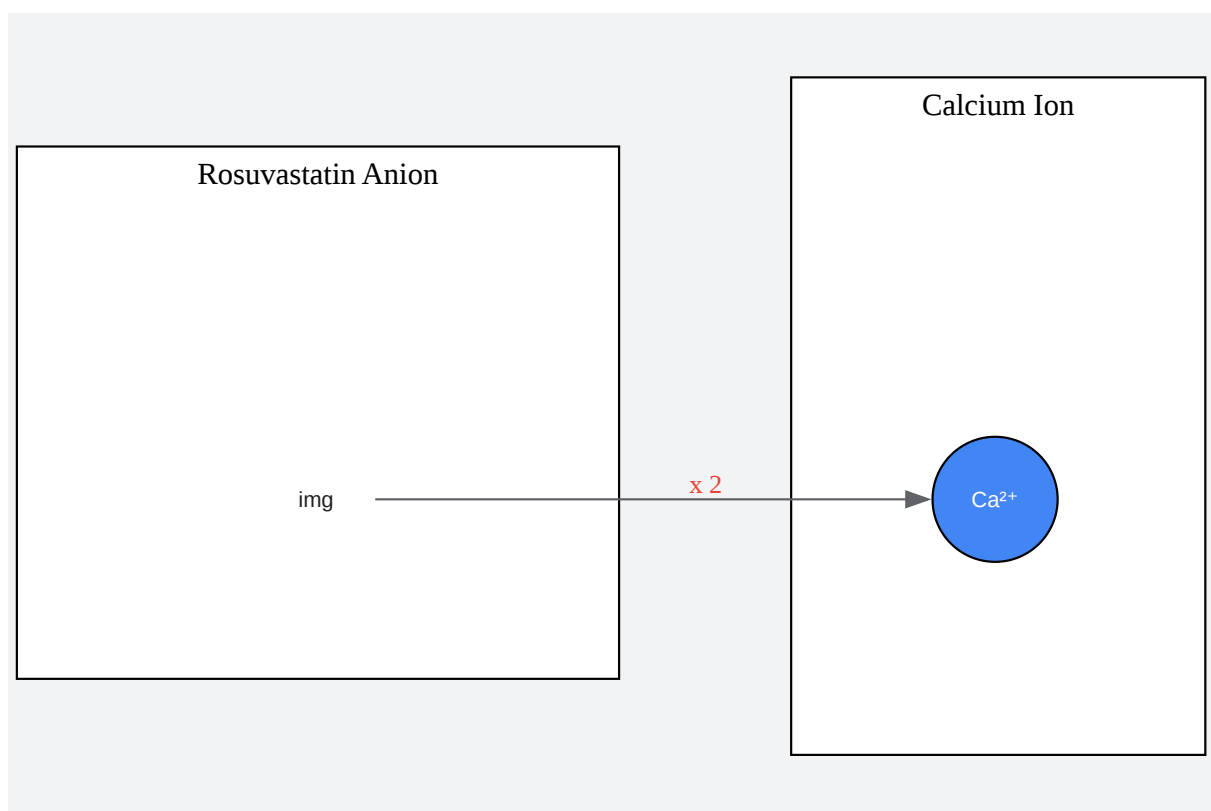 Calcium Ion
Rosuvastatin Anion
x 2
img
Ca²⁺